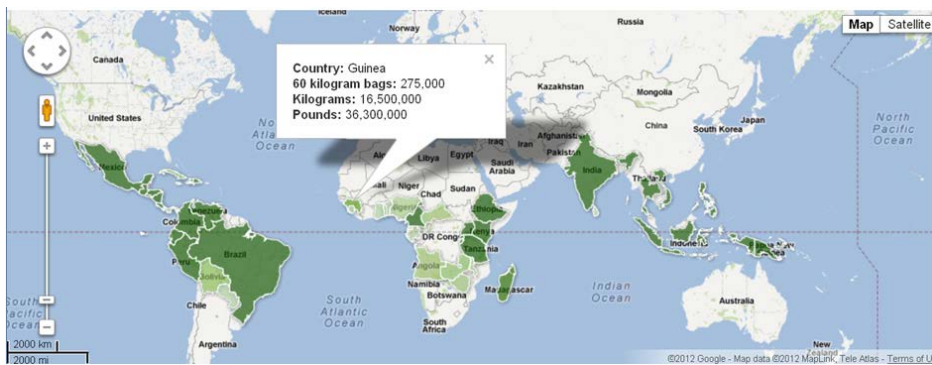 Iceland
Norway
Russia
Map Satellite
Canada
Country: Guinea
60 kilogram bags: 275,000
Kilograms: 16,500,000
Pounds: 36,300,000
Kazakhstan
Mongolia
United States
China
Japan
South Korea
North
Pacific
Ocean
Ocean
Afghanistan
Iraq
Iran
Pakistan
Libya
Egypt
Saudi
Arabia
Mexico
India
Mali
Niger
Chad
Sudan
Nigeria
Ethiopia
Venezuela
Colombia
DR Congo
Kenya
Tanzania
Indonesia
Brazil
Peru
Angola
Bolivia
Namibia
Botswana
Madagascar
Indian
Ocean
Australia
Chile
South
Atlantic
Ocean
South
Africa
Argentina
New
Zealand
2000 km
2000 mi
©2012 Google - Map data ©2012 MapLink, Tele Atlas - Terms of U